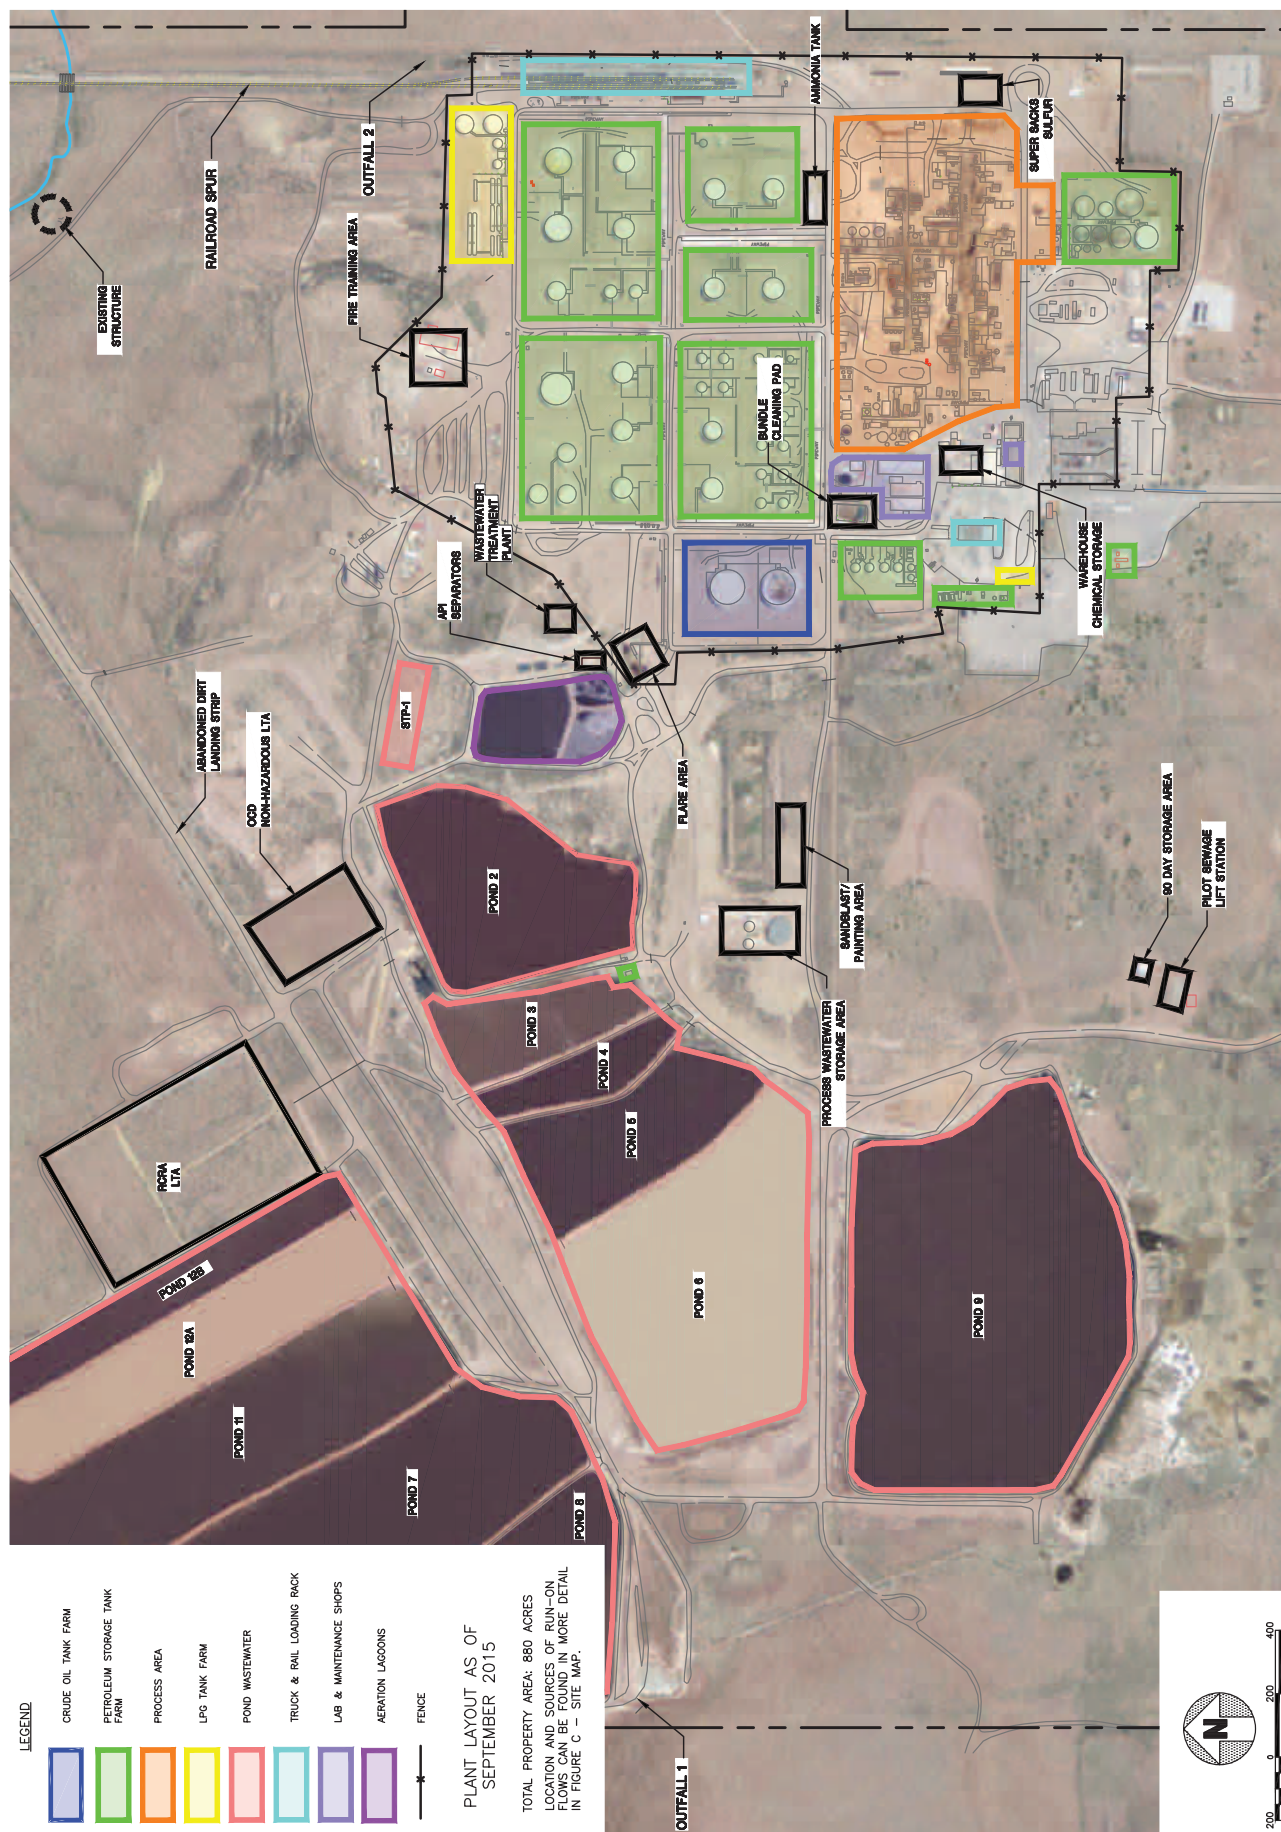 LEGEND
CRUDE OIL TANK FARM
PETROLEUM STORAGE TANK
FARM
PROCESS AREA
LPG TANK FARM
POND WASTEWATER
TRUCK & RAIL LOADING RACK
LAB & MAINTENANCE SHOPS
AERATION LAGOONS
FENCE
PLANT LAYOUT AS OF
SEPTEMBER 2015
TOTAL PROPERTY AREA: 880 ACRES
LOCATION AND SOURCES OF RUN-ON
FLOWS CAN BE FOUND IN MORE DETAIL
IN FIGURE C - SITE MAP.
OUTFALL 1
N
200
0
200
400
POND 7
POND 8
POND 11
POND 12A
POND 12B
RCRA
LTA
POND 6
POND 9
POND 5
POND 4
POND 3
POND 2
PROCESS WASTEWATER
STORAGE AREA
SANDBLAST/
PAINTING AREA
90 DAY STORAGE AREA
PILOT SEWAGE
LIFT STATION
OCD
NON-HAZARDOUS LTA
ABANDONED DIRT
LANDING STRIP
STP-1
FLARE AREA
API
SEPARATORS
WASTEWATER
TREATMENT
PLANT
WAREHOUSE
CHEMICAL STORAGE
BUNDLE
CLEANING PAD
FIRE TRAINING AREA
EXISTING
STRUCTURE
RAILROAD SPUR
OUTFALL 2
AMMONIA TANK
SUPER SACKS
SULFUR
PIPEWAY
PIPEWAY
PIPEWAY
PIPEWAY
PIPEWAY
PIPEWAY